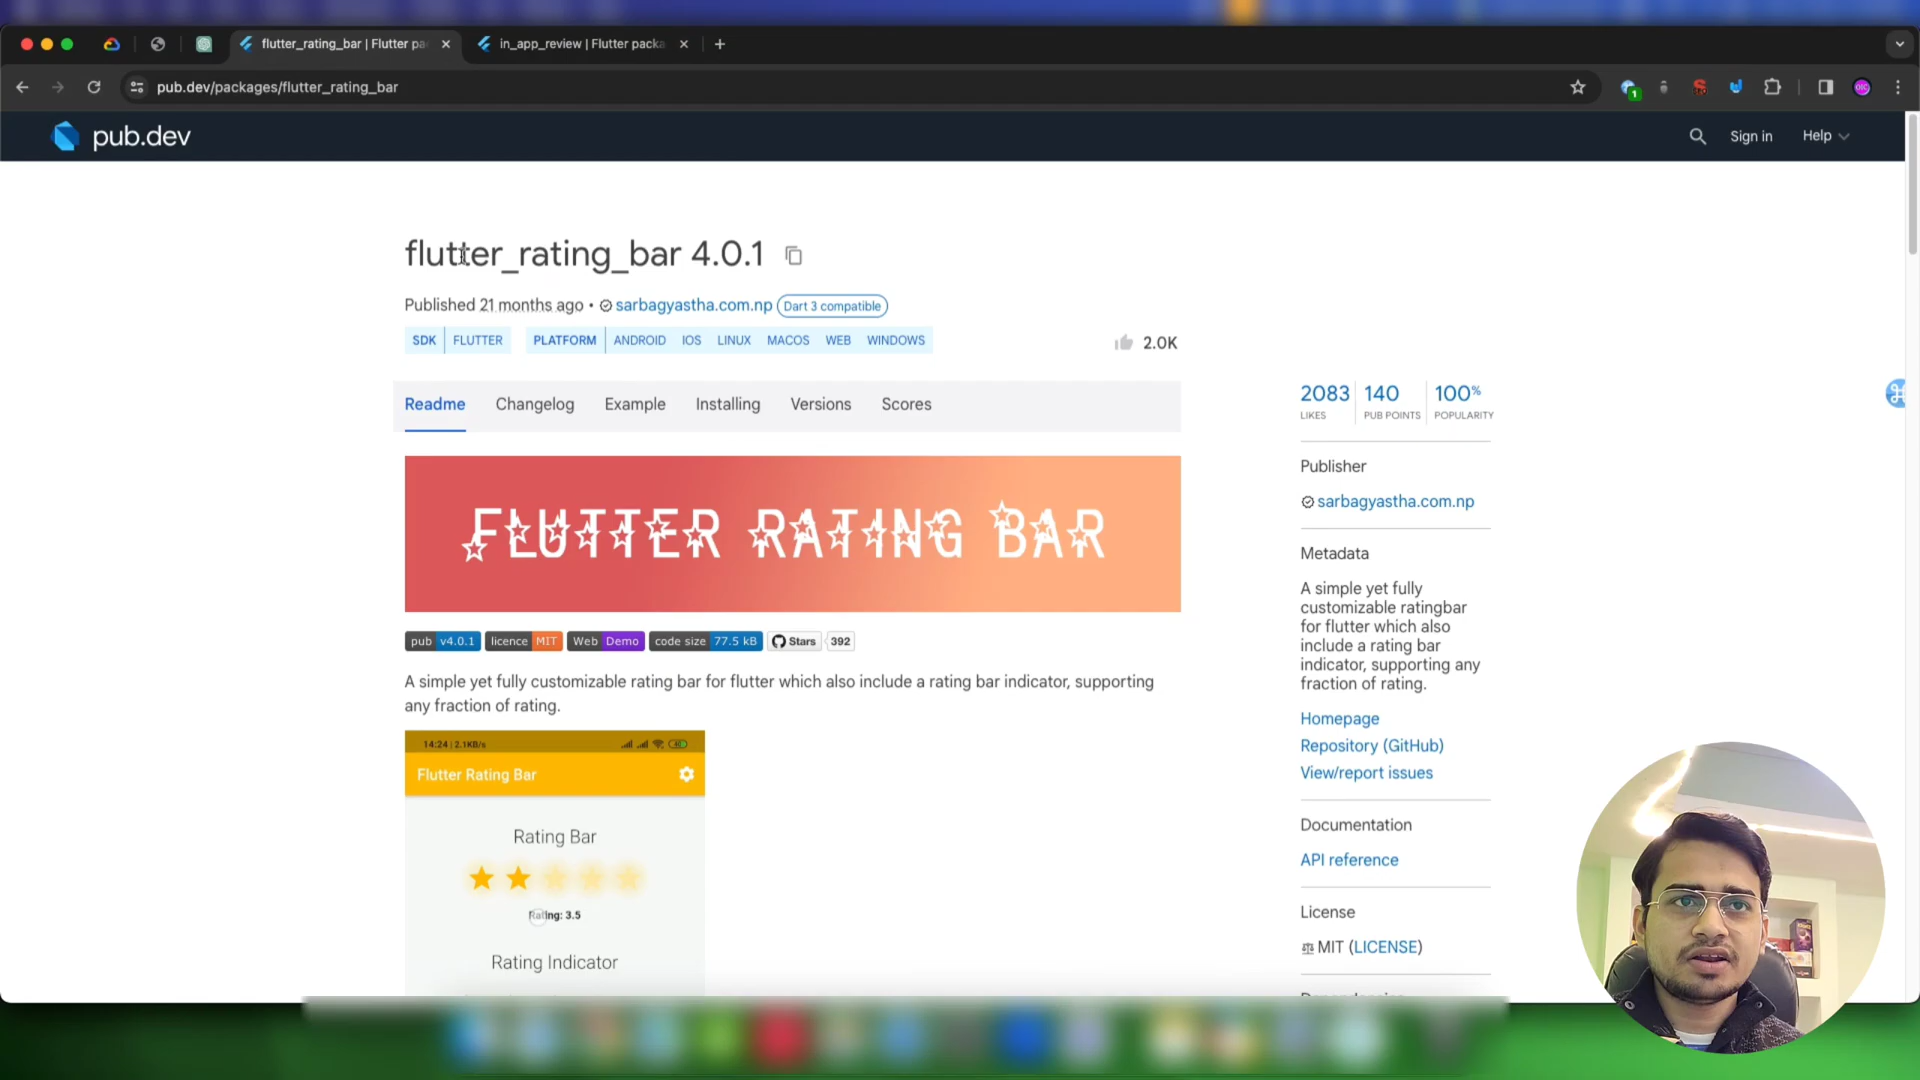 flutter_rating_bar | Flutter pa
in_app_review | Flutter packa
pub.dev/packages/flutter_rating_bar
1
pub.dev
Sign in
Help
flutter_rating_bar 4.0.1
Published 21 months ago • sarbagyastha.com.np Dart 3 compatible
SDK FLUTTER PLATFORM ANDROID IOS LINUX MACOS WEB WINDOWS
2.0K
Readme Changelog Example Installing Versions Scores
FLUTTER RATING BAR
pub v4.0.1 licence MIT Web Demo code size 77.5 kB Stars 392
A simple yet fully customizable rating bar for flutter which also include a rating bar indicator, supporting
any fraction of rating.
14:24 | 2.1KB/s
Flutter Rating Bar
Rating Bar
Rating: 3.5
Rating Indicator
2083 140 100%
LIKES PUB POINTS POPULARITY
Publisher
sarbagyastha.com.np
Metadata
A simple yet fully
customizable ratingbar
for flutter which also
include a rating bar
indicator, supporting any
fraction of rating.
Homepage
Repository (GitHub)
View/report issues
Documentation
API reference
License
MIT (LICENSE)